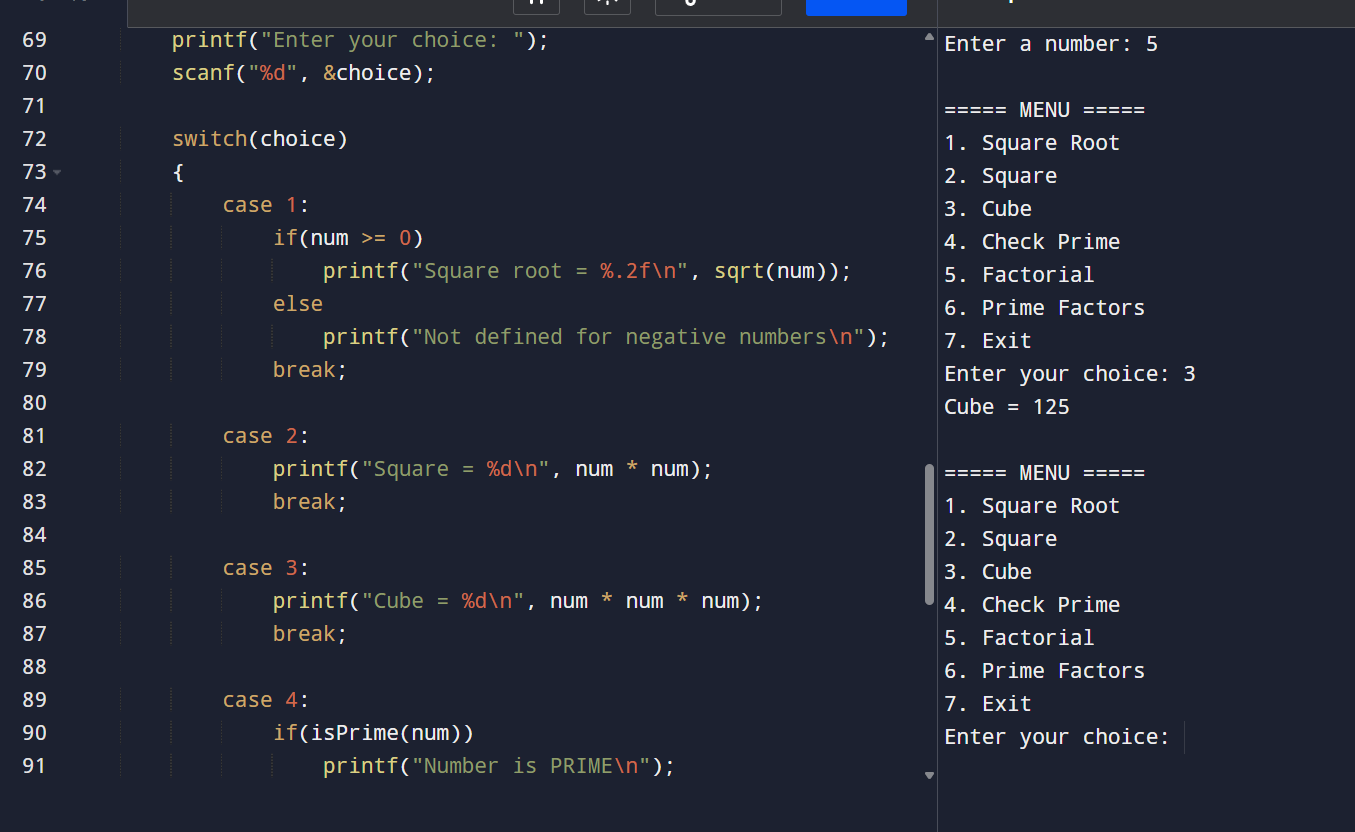 69 printf("Enter your choice: ");
70 scanf("%d", &choice);
71
72 switch(choice)
73 {
74 case 1:
75 if(num >= 0)
76 printf("Square root = %.2f\n", sqrt(num));
77 else
78 printf("Not defined for negative numbers\n");
79 break;
80
81 case 2:
82 printf("Square = %d\n", num * num);
83 break;
84
85 case 3:
86 printf("Cube = %d\n", num * num * num);
87 break;
88
89 case 4:
90 if(isPrime(num))
91 printf("Number is PRIME\n");
Enter a number: 5
===== MENU =====
1. Square Root
2. Square
3. Cube
4. Check Prime
5. Factorial
6. Prime Factors
7. Exit
Enter your choice: 3
Cube = 125
===== MENU =====
1. Square Root
2. Square
3. Cube
4. Check Prime
5. Factorial
6. Prime Factors
7. Exit
Enter your choice: